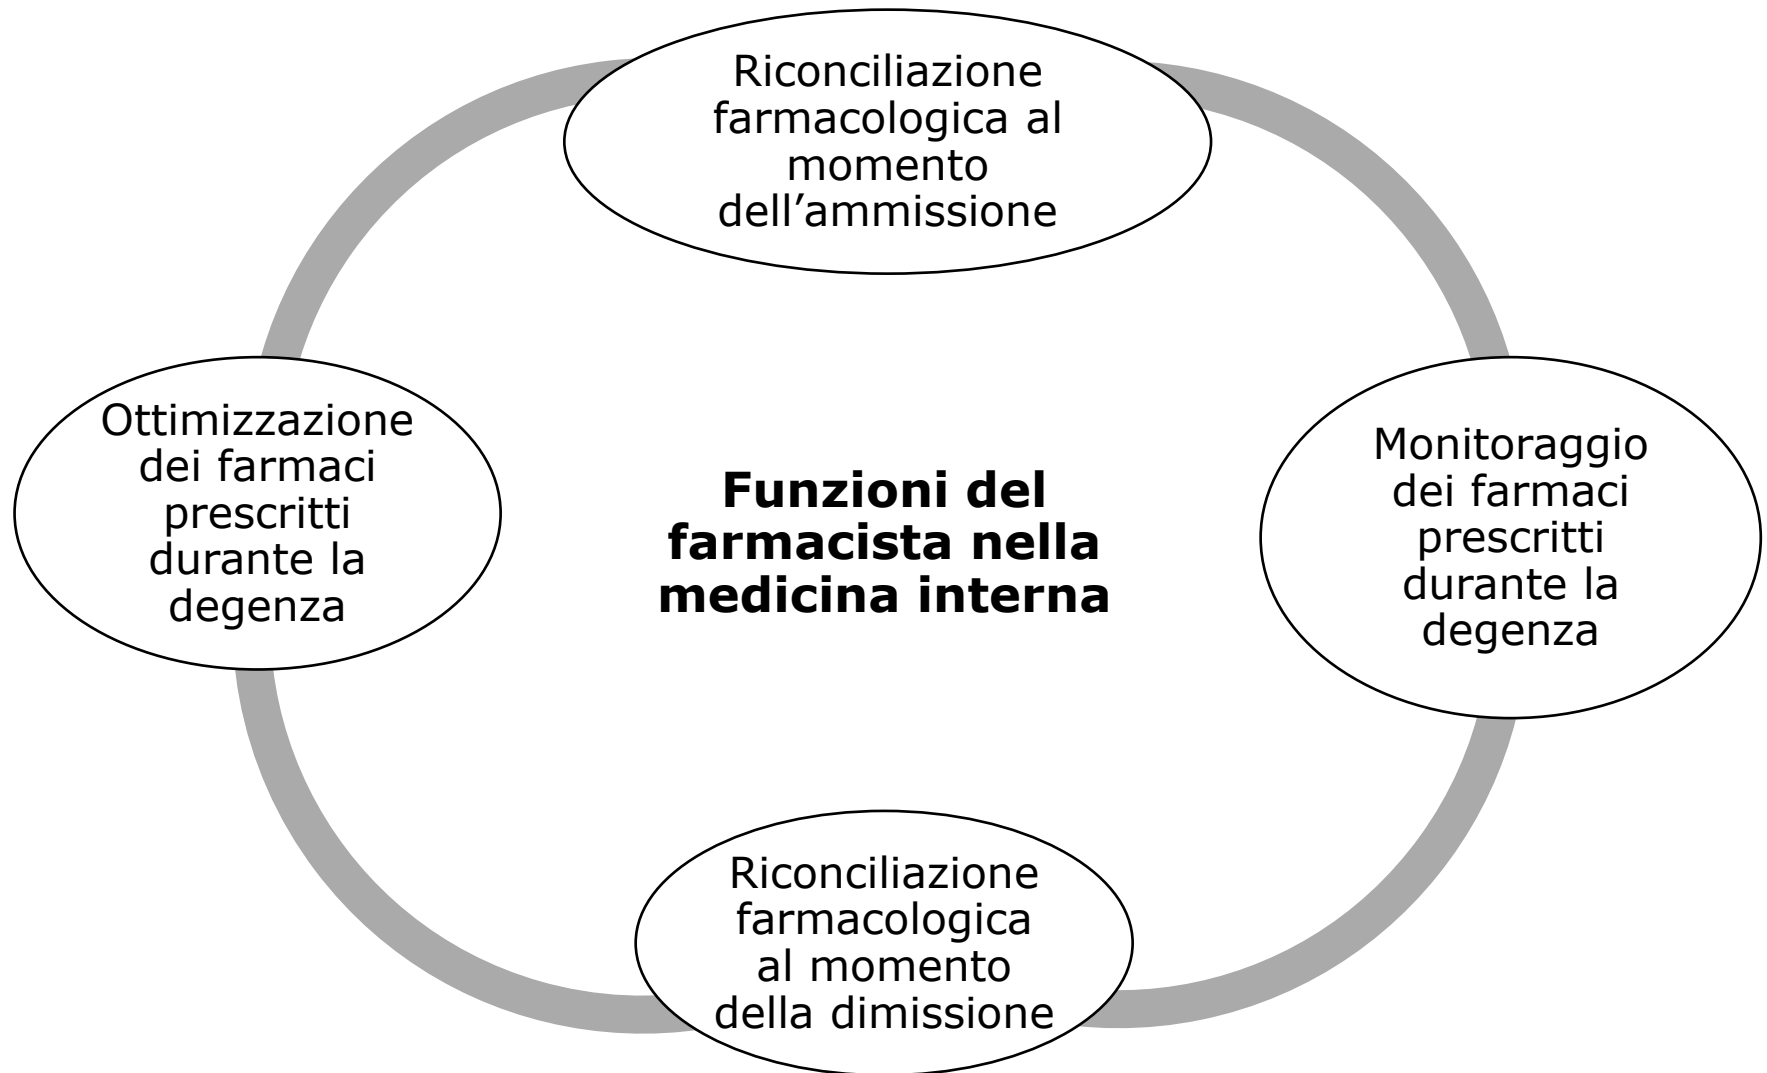 Riconciliazione
farmacologica al
momento
dell’ammissione
Ottimizzazione
dei farmaci
prescritti
durante la
degenza
Funzioni del
farmacista nella
medicina interna
Monitoraggio
dei farmaci
prescritti
durante la
degenza
Riconciliazione
farmacologica
al momento
della dimissione